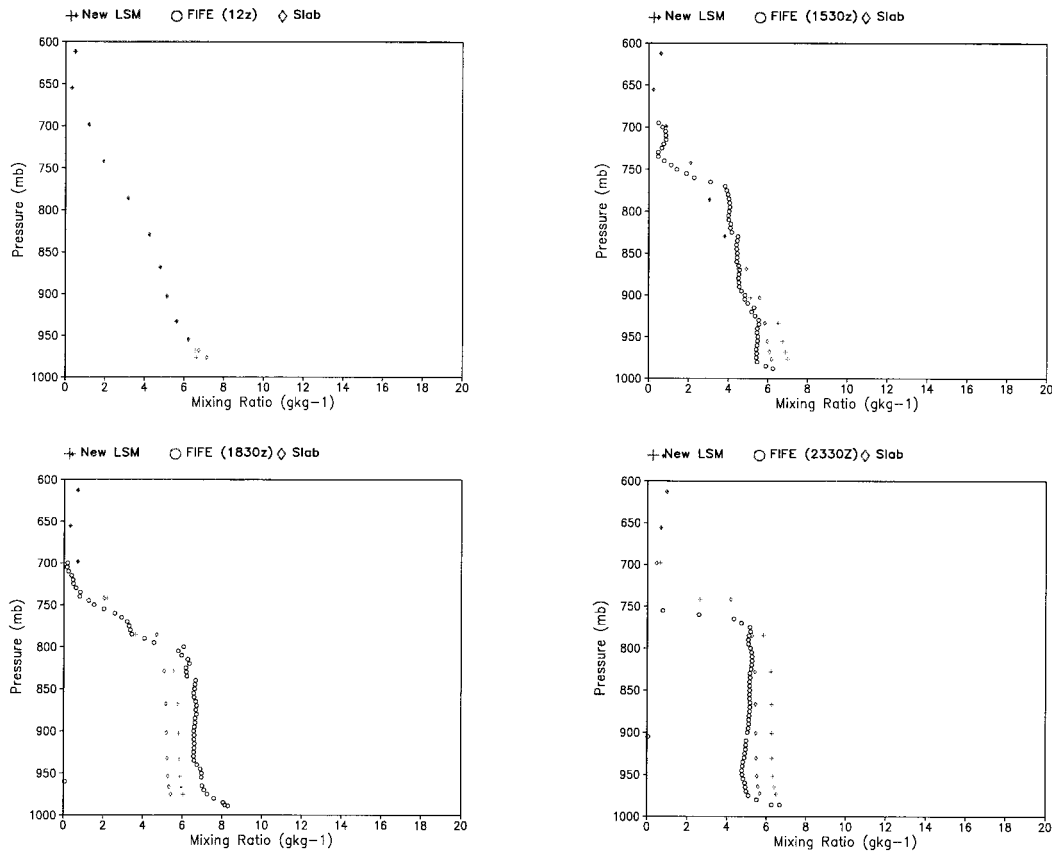 New LSM FIFE (12z) Slab
600
650
700
750
800
850
900
950
1000
Pressure (mb)
0 2 4 6 8 10 12 14 16 18 20
Mixing Ratio (gkg-1)
New LSM FIFE (1530z) Slab
600
650
700
750
800
850
900
950
1000
Pressure (mb)
0 2 4 6 8 10 12 14 16 18 20
Mixing Ratio (gkg-1)
New LSM FIFE (1830z) Slab
600
650
700
750
800
850
900
950
1000
Pressure (mb)
0 2 4 6 8 10 12 14 16 18 20
Mixing Ratio (gkg-1)
New LSM FIFE (2330Z) Slab
600
650
700
750
800
850
900
950
1000
Pressure (mb)
0 2 4 6 8 10 12 14 16 18 20
Mixing Ratio (gkg-1)